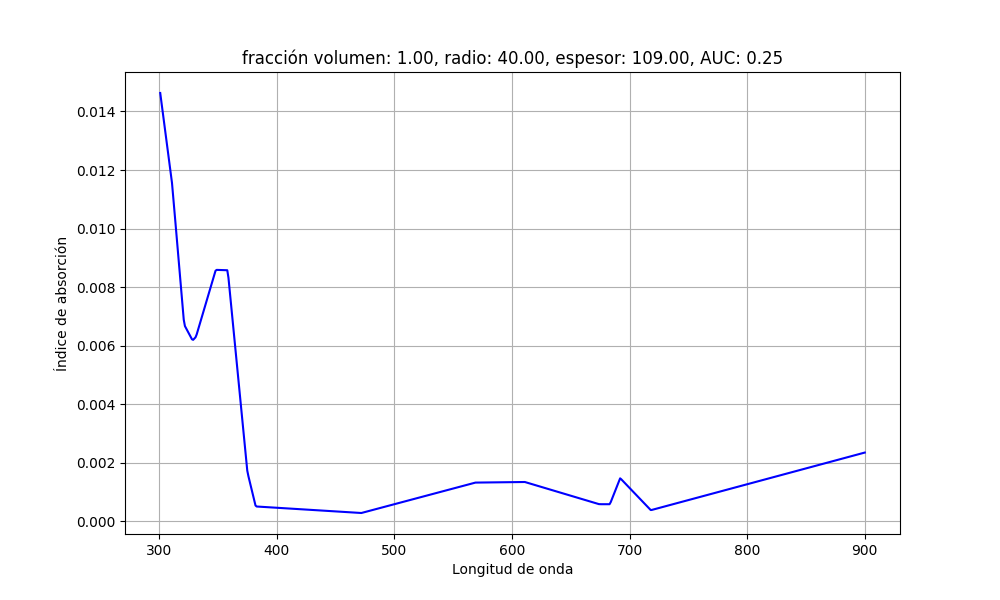 fracción volumen: 1.00, radio: 40.00, espesor: 109.00, AUC: 0.25
0.014
0.012
0.010
0.008
0.006
0.004
0.002
0.000
Índice de absorción
300 400 500 600 700 800 900
Longitud de onda